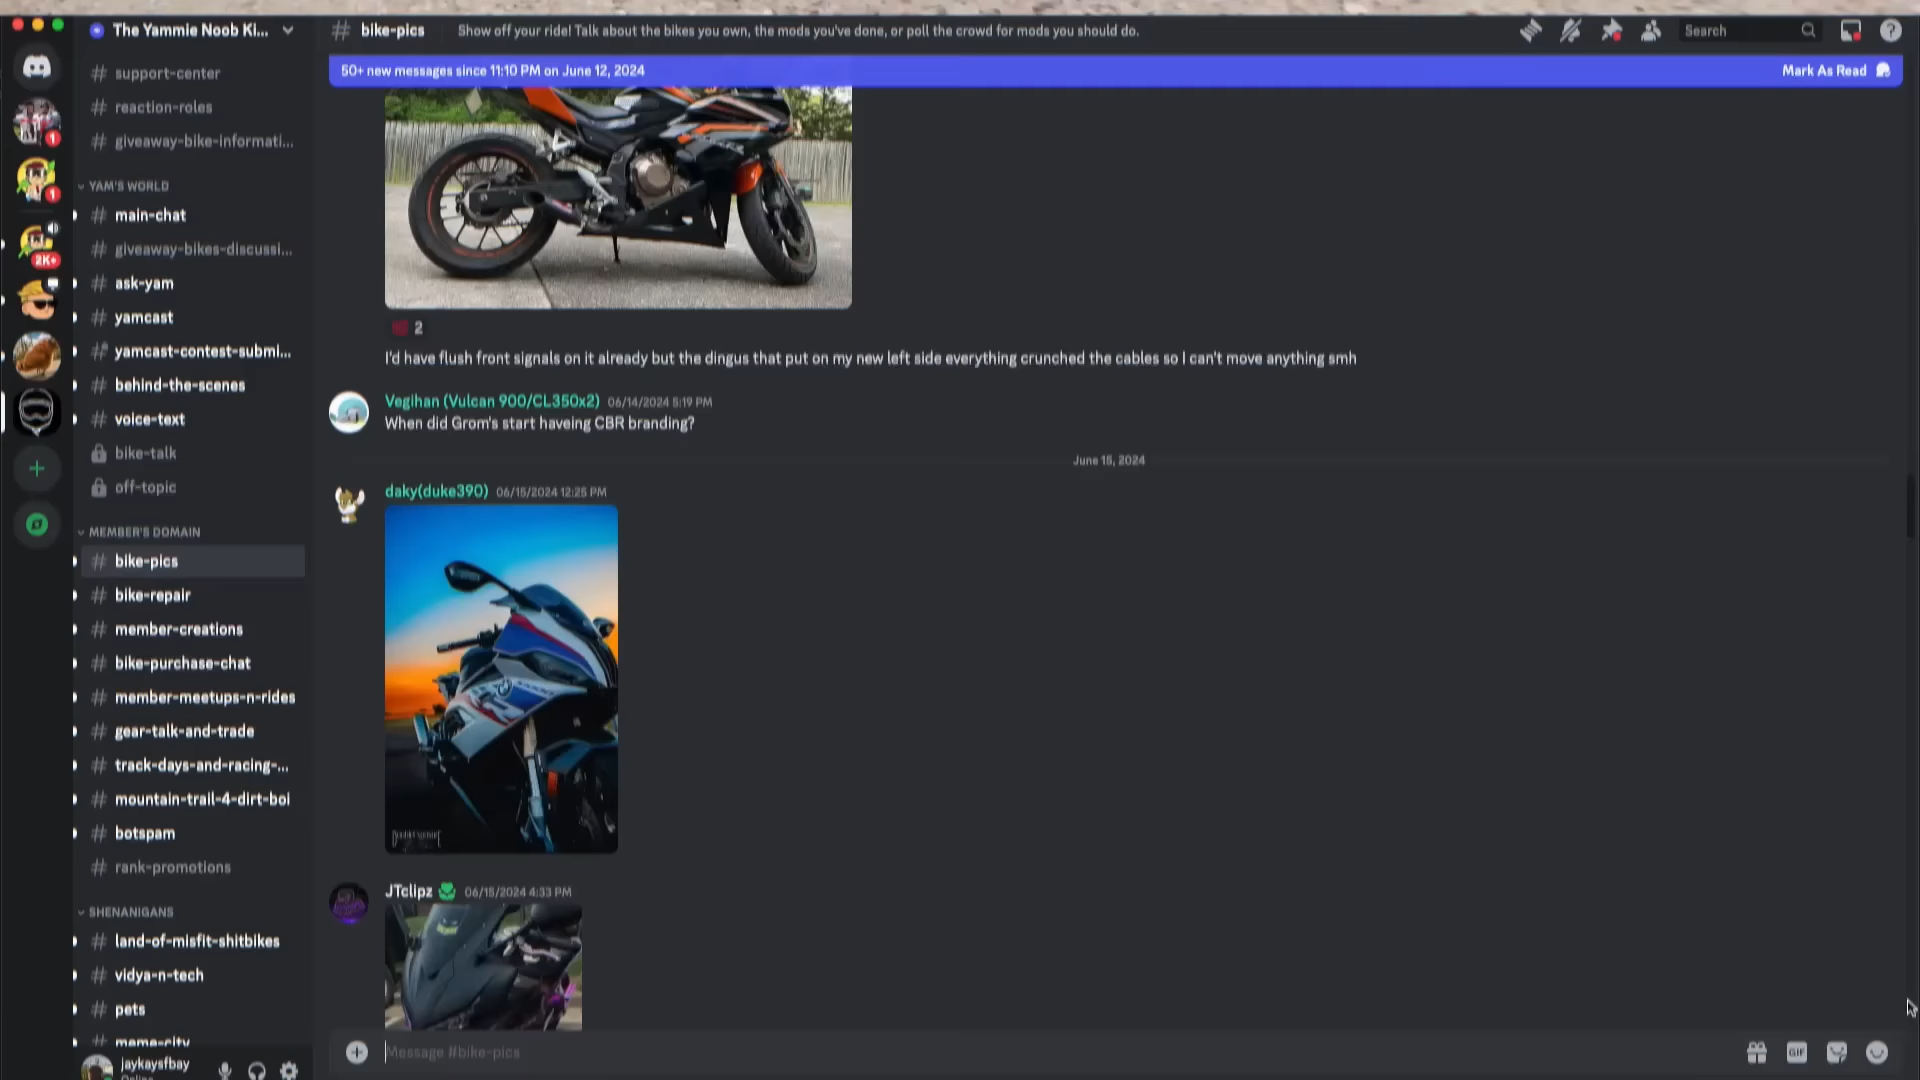 The Yammie Noob Ki...
# bike-pics
Show off your ride! Talk about the bikes you own, the mods you've done, or poll the crowd for mods you should do.
Search
50+ new messages since 11:10 PM on June 12, 2024
Mark As Read
# support-center
# reaction-roles
# giveaway-bike-informati...
YAM'S WORLD
# main-chat
# giveaway-bikes-discussi...
# ask-yam
# yamcast
# yamcast-contest-submi...
# behind-the-scenes
# voice-text
bike-talk
off-topic
MEMBER'S DOMAIN
# bike-pics
# bike-repair
# member-creations
# bike-purchase-chat
# member-meetups-n-rides
# gear-talk-and-trade
# track-days-and-racing-...
# mountain-trail-4-dirt-boi
# botspam
# rank-promotions
SHENANIGANS
# land-of-misfit-shitbikes
# vidya-n-tech
# pets
# meme-city
jaykaysfbay
Online
1
1
2K+
2
I'd have flush front signals on it already but the dingus that put on my new left side everything crunched the cables so I can't move anything smh
Vegihan (Vulcan 900/CL350x2) 06/14/2024 5:19 PM
When did Grom's start haveing CBR branding?
June 15, 2024
daky(duke390) 06/15/2024 12:25 PM
JTclipz 06/15/2024 4:33 PM
Message #bike-pics
GIF